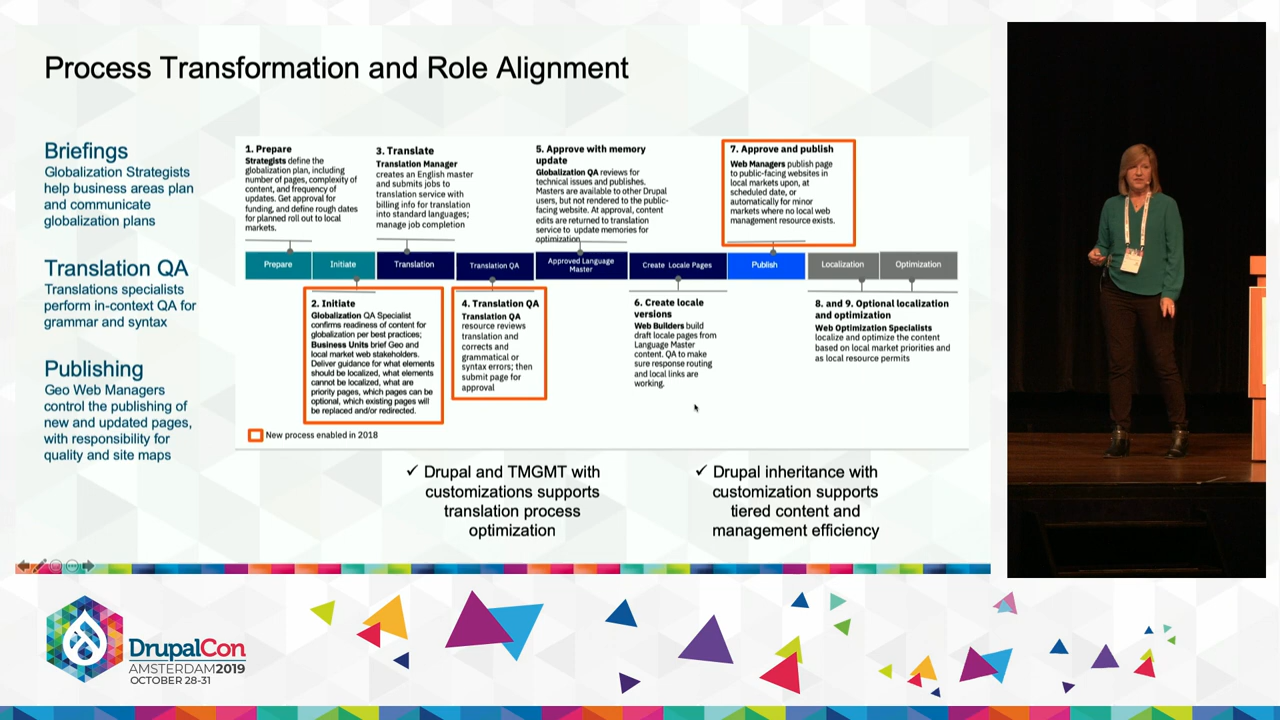 Process Transformation and Role Alignment
Briefings
Globalization Strategists
help business areas plan
and communicate
globalization plans
Translation QA
Translations specialists
perform in-context QA for
grammar and syntax
Publishing
Geo Web Managers
control the publishing of
new and updated pages,
with responsibility for
quality and site maps
1. Prepare
Strategists define the
globalization plan, including
number of pages, complexity of
content, and frequency of
updates. Get approval for
funding, and define rough dates
for planned roll out to local
markets.
3. Translate
Translation Manager
creates an English master
and submits jobs to
translation service with
billing info for translation
into standard languages;
manage job completion
5. Approve with memory
update
Globalization QA reviews for
technical issues and publishes.
Masters are available to other Drupal
users, but not rendered to the public-
facing website. At approval, content
edits are returned to translation
service to update memories for
optimization
7. Approve and publish
Web Managers publish page
to public-facing websites in
local markets upon, at
scheduled date, or
automatically for minor
markets where no local web
management resource exists.
Prepare
Initiate
Translation
Translation QA
Approved Language
Master
Create Locale Pages
Publish
Localization
Optimization
2. Initiate
Globalization QA Specialist
confirms readiness of content for
globalization per best practices;
Business Units brief Geo and
local market web stakeholders.
Deliver guidance for what elements
should be localized, what elements
cannot be localized, what are
priority pages, which pages can be
optional, which existing pages will
be replaced and/or redirected.
4. Translation QA
Translation QA
resource reviews
translation and
corrects and
grammatical or
syntax errors; then
submit page for
approval
6. Create locale
versions
Web Builders build
draft locale pages from
Language Master
content. QA to make
sure response routing
and local links are
working.
8. and 9. Optional localization
and optimization
Web Optimization Specialists
localize and optimize the content
based on local market priorities and
as local resource permits
New process enabled in 2018
✓ Drupal and TMGMT with
customizations supports
translation process
optimization
✓ Drupal inheritance with
customization supports
tiered content and
management efficiency
DrupalCon
AMSTERDAM2019
OCTOBER 28-31